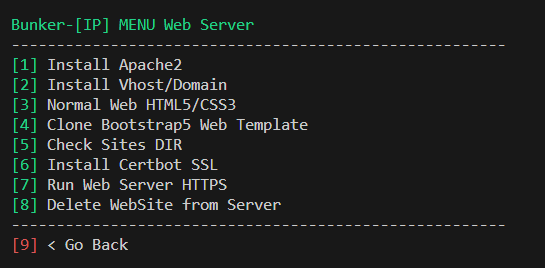 Bunker-[IP] MENU Web Server
-------------------------------------------------------
[1] Install Apache2
[2] Install Vhost/Domain
[3] Normal Web HTML5/CSS3
[4] Clone Bootstrap5 Web Template
[5] Check Sites DIR
[6] Install Certbot SSL
[7] Run Web Server HTTPS
[8] Delete WebSite from Server
-------------------------------------------------------
[9] < Go Back